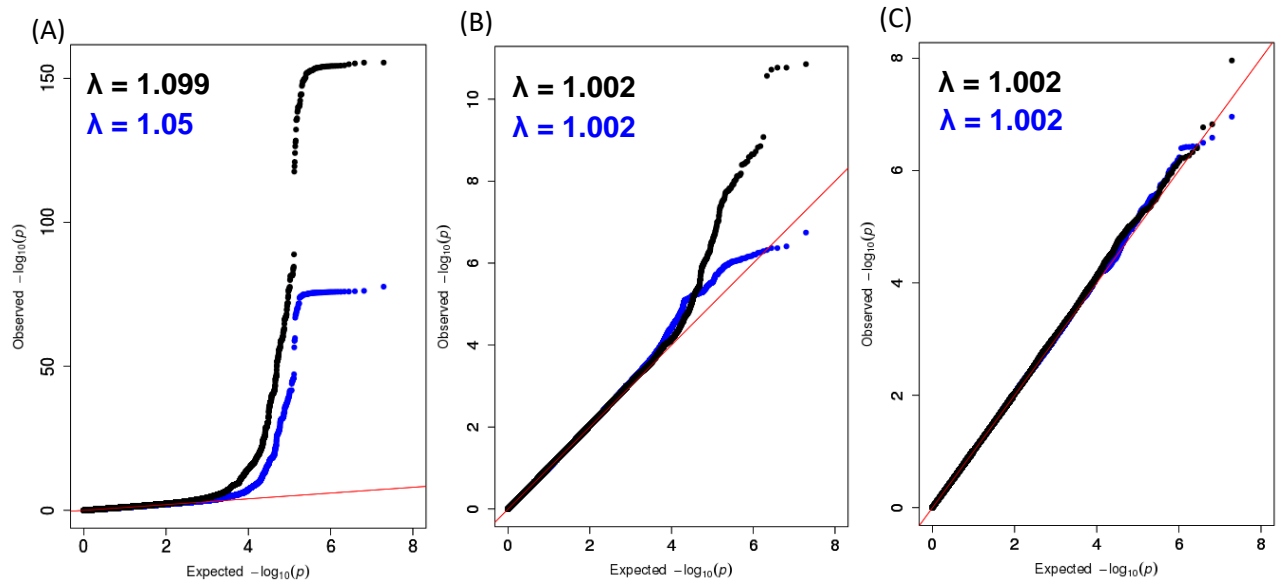 (A)
λ = 1.099
λ = 1.05
150
100
50
0
Observed −log10(p)
0 2 4 6 8
Expected −log10(p)
(B)
λ = 1.002
λ = 1.002
10
8
6
4
2
0
Observed −log10(p)
0 2 4 6 8
Expected −log10(p)
(C)
λ = 1.002
λ = 1.002
8
6
4
2
0
Observed −log10(p)
0 2 4 6 8
Expected −log10(p)